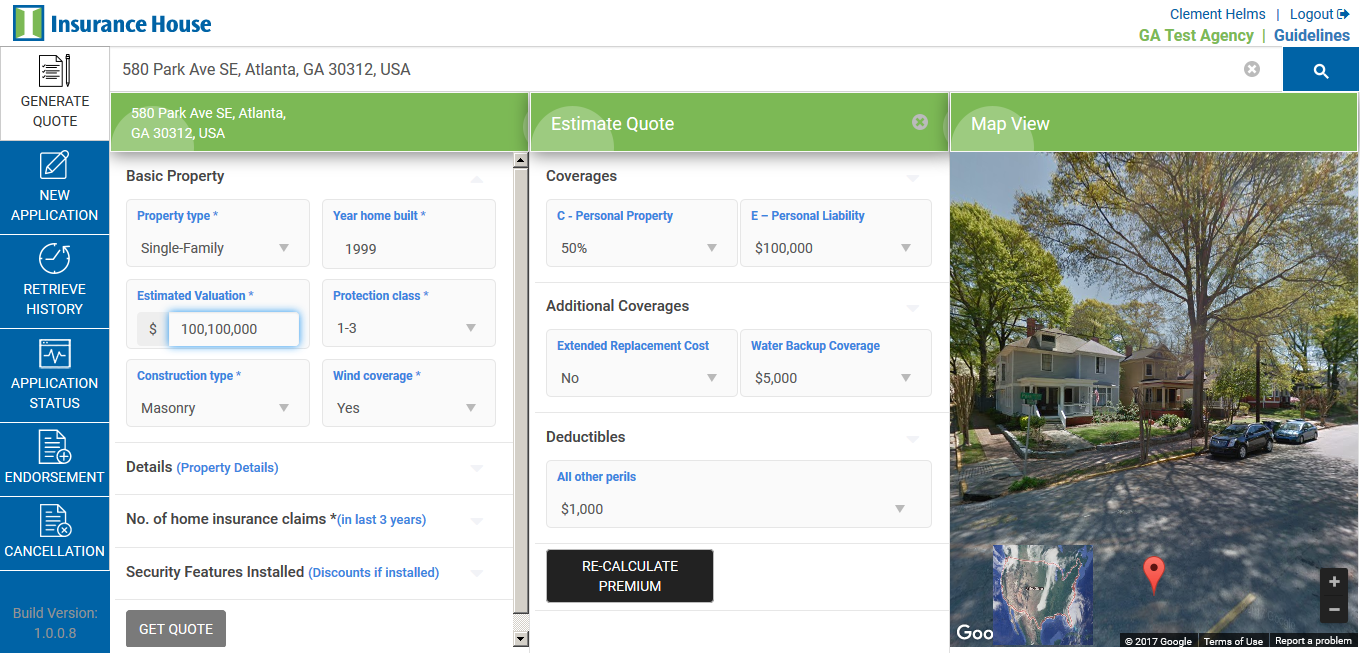 Insurance House
Clement Helms | Logout
GA Test Agency | Guidelines
GENERATE
QUOTE
580 Park Ave SE, Atlanta, GA 30312, USA
NEW
APPLICATION
RETRIEVE
HISTORY
APPLICATION
STATUS
ENDORSEMENT
CANCELLATION
Build Version:
1.0.0.8
580 Park Ave SE, Atlanta,
GA 30312, USA
Basic Property
Property type *
Single-Family
Year home built *
1999
Estimated Valuation *
$ 100,100,000
Protection class *
1-3
Construction type *
Masonry
Wind coverage *
Yes
Details (Property Details)
No. of home insurance claims *(in last 3 years)
Security Features Installed (Discounts if installed)
GET QUOTE
Estimate Quote
Coverages
C - Personal Property
50%
E – Personal Liability
$100,000
Additional Coverages
Extended Replacement Cost
No
Water Backup Coverage
$5,000
Deductibles
All other perils
$1,000
RE-CALCULATE
PREMIUM
Map View
Goo
© 2017 Google
Terms of Use
Report a problem